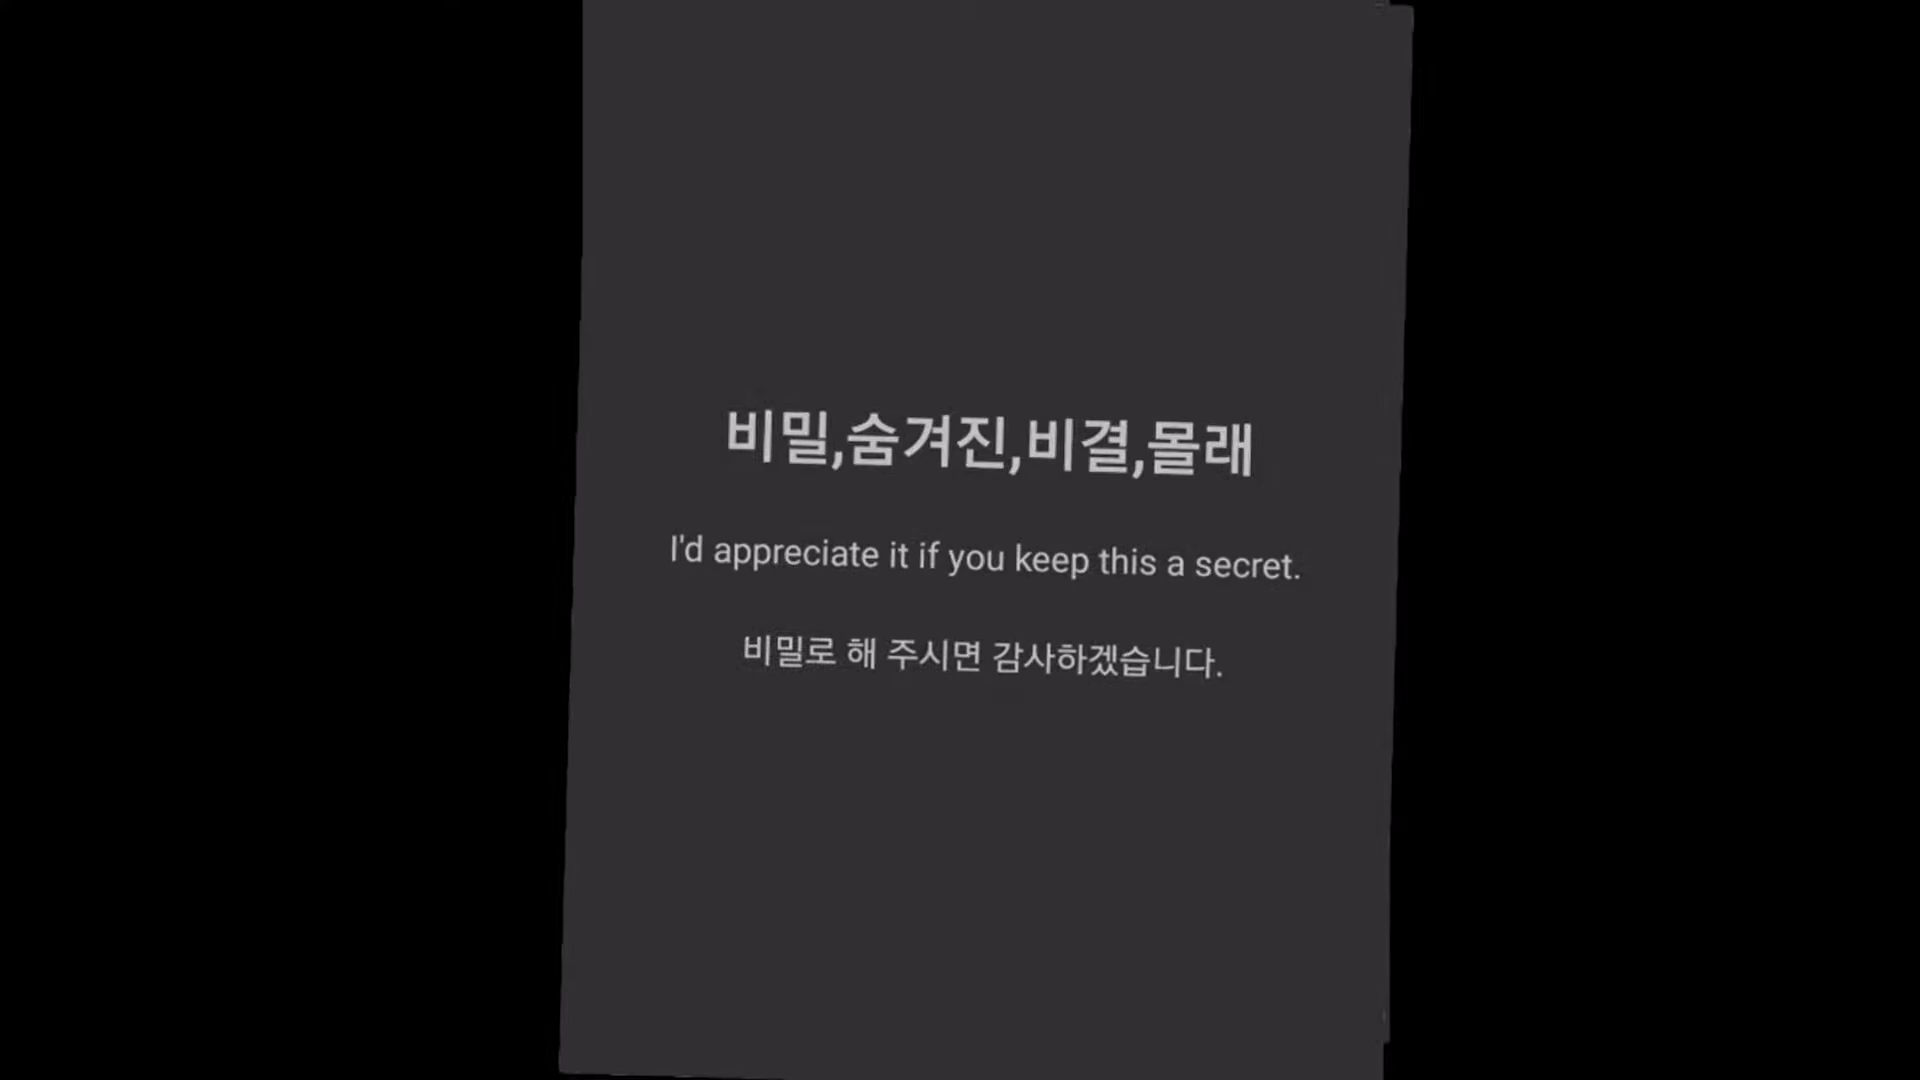 비밀,숨겨진,비결,몰래
I'd appreciate it if you keep this a secret.
비밀로 해 주시면 감사하겠습니다.